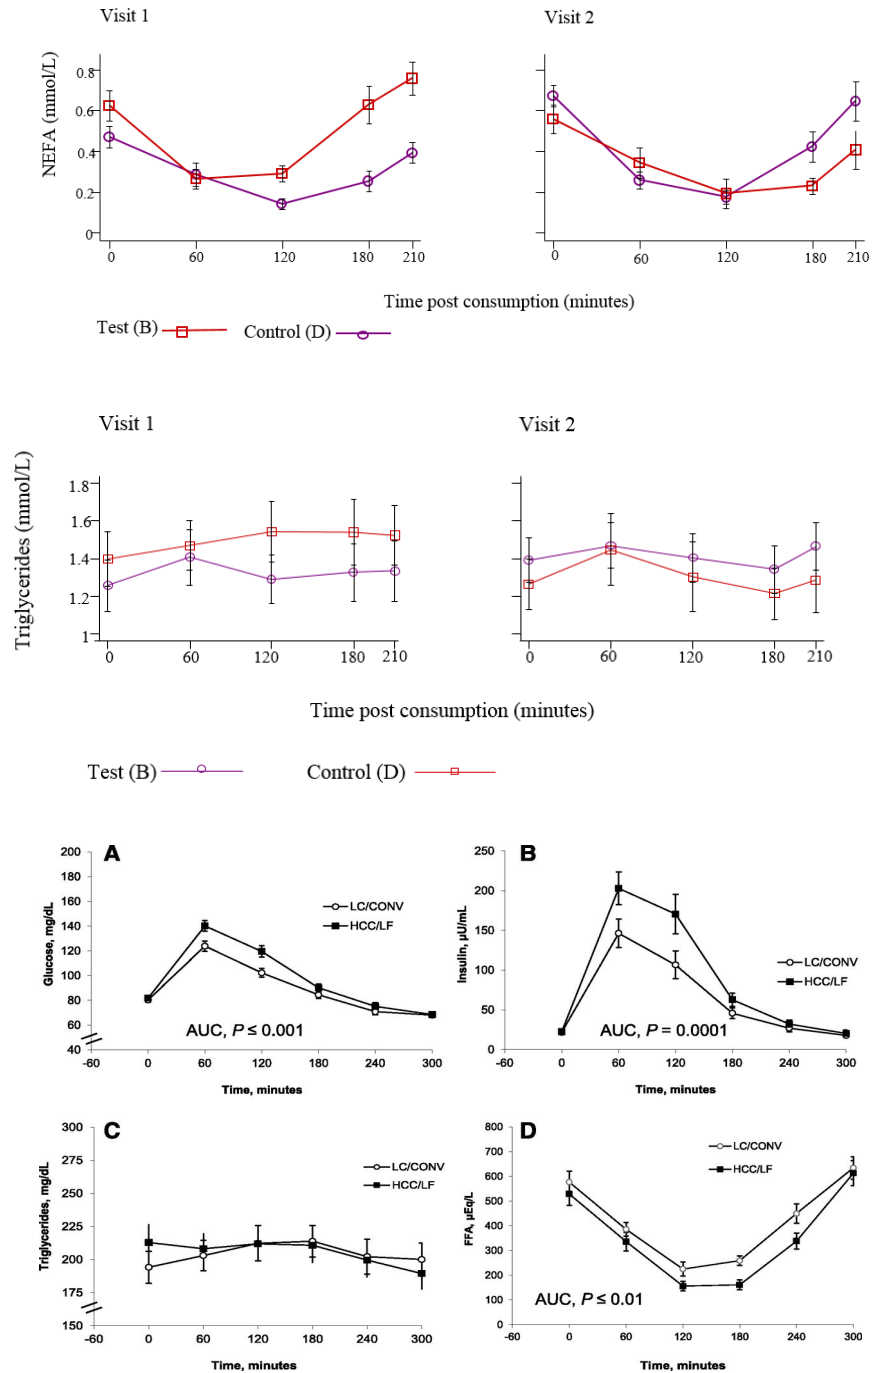 Visit 1
Visit 2
NEFA (mmol/L)
0.8
0.6
0.4
0.2
0
0 60 120 180 210
0 60 120 180 210
Time post consumption (minutes)
Test (B) Control (D)
Visit 1
Visit 2
Triglycerides (mmol/L)
1.8
1.6
1.4
1.2
1
0 60 120 180 210
0 60 120 180 210
Time post consumption (minutes)
Test (B) Control (D)
A
Glucose, mg/dL
200
180
160
140
120
100
80
60
40
LC/CONV
HCC/LF
AUC, P ≤ 0.001
-60 0 60 120 180 240 300
Time, minutes
B
Insulin, µU/mL
250
200
150
100
50
0
LC/CONV
HCC/LF
AUC, P = 0.0001
-60 0 60 120 180 240 300
Time, minutes
C
Triglycerides, mg/dL
300
275
250
225
200
175
150
LC/CONV
HCC/LF
-60 0 60 120 180 240 300
Time, minutes
D
FFA, µEq/L
800
700
600
500
400
300
200
100
0
LC/CONV
HCC/LF
AUC, P ≤ 0.01
-60 0 60 120 180 240 300
Time, minutes